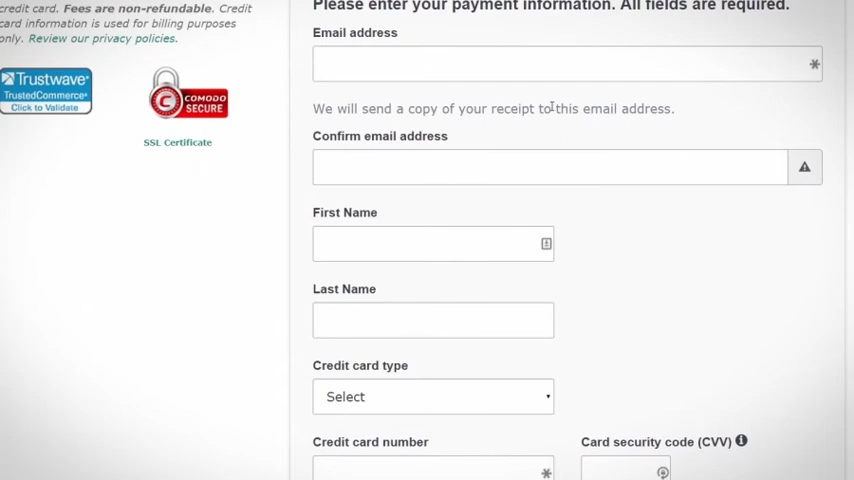 credit card. Fees are non-refundable. Credit
card information is used for billing purposes
only. Review our privacy policies.
Trustwave®
TrustedCommerce®
Click to Validate
C COMODO
SECURE
SSL Certificate
Please enter your payment information. All fields are required.
Email address
We will send a copy of your receipt to this email address.
Confirm email address
First Name
Last Name
Credit card type
Select
Credit card number
Card security code (CVV)